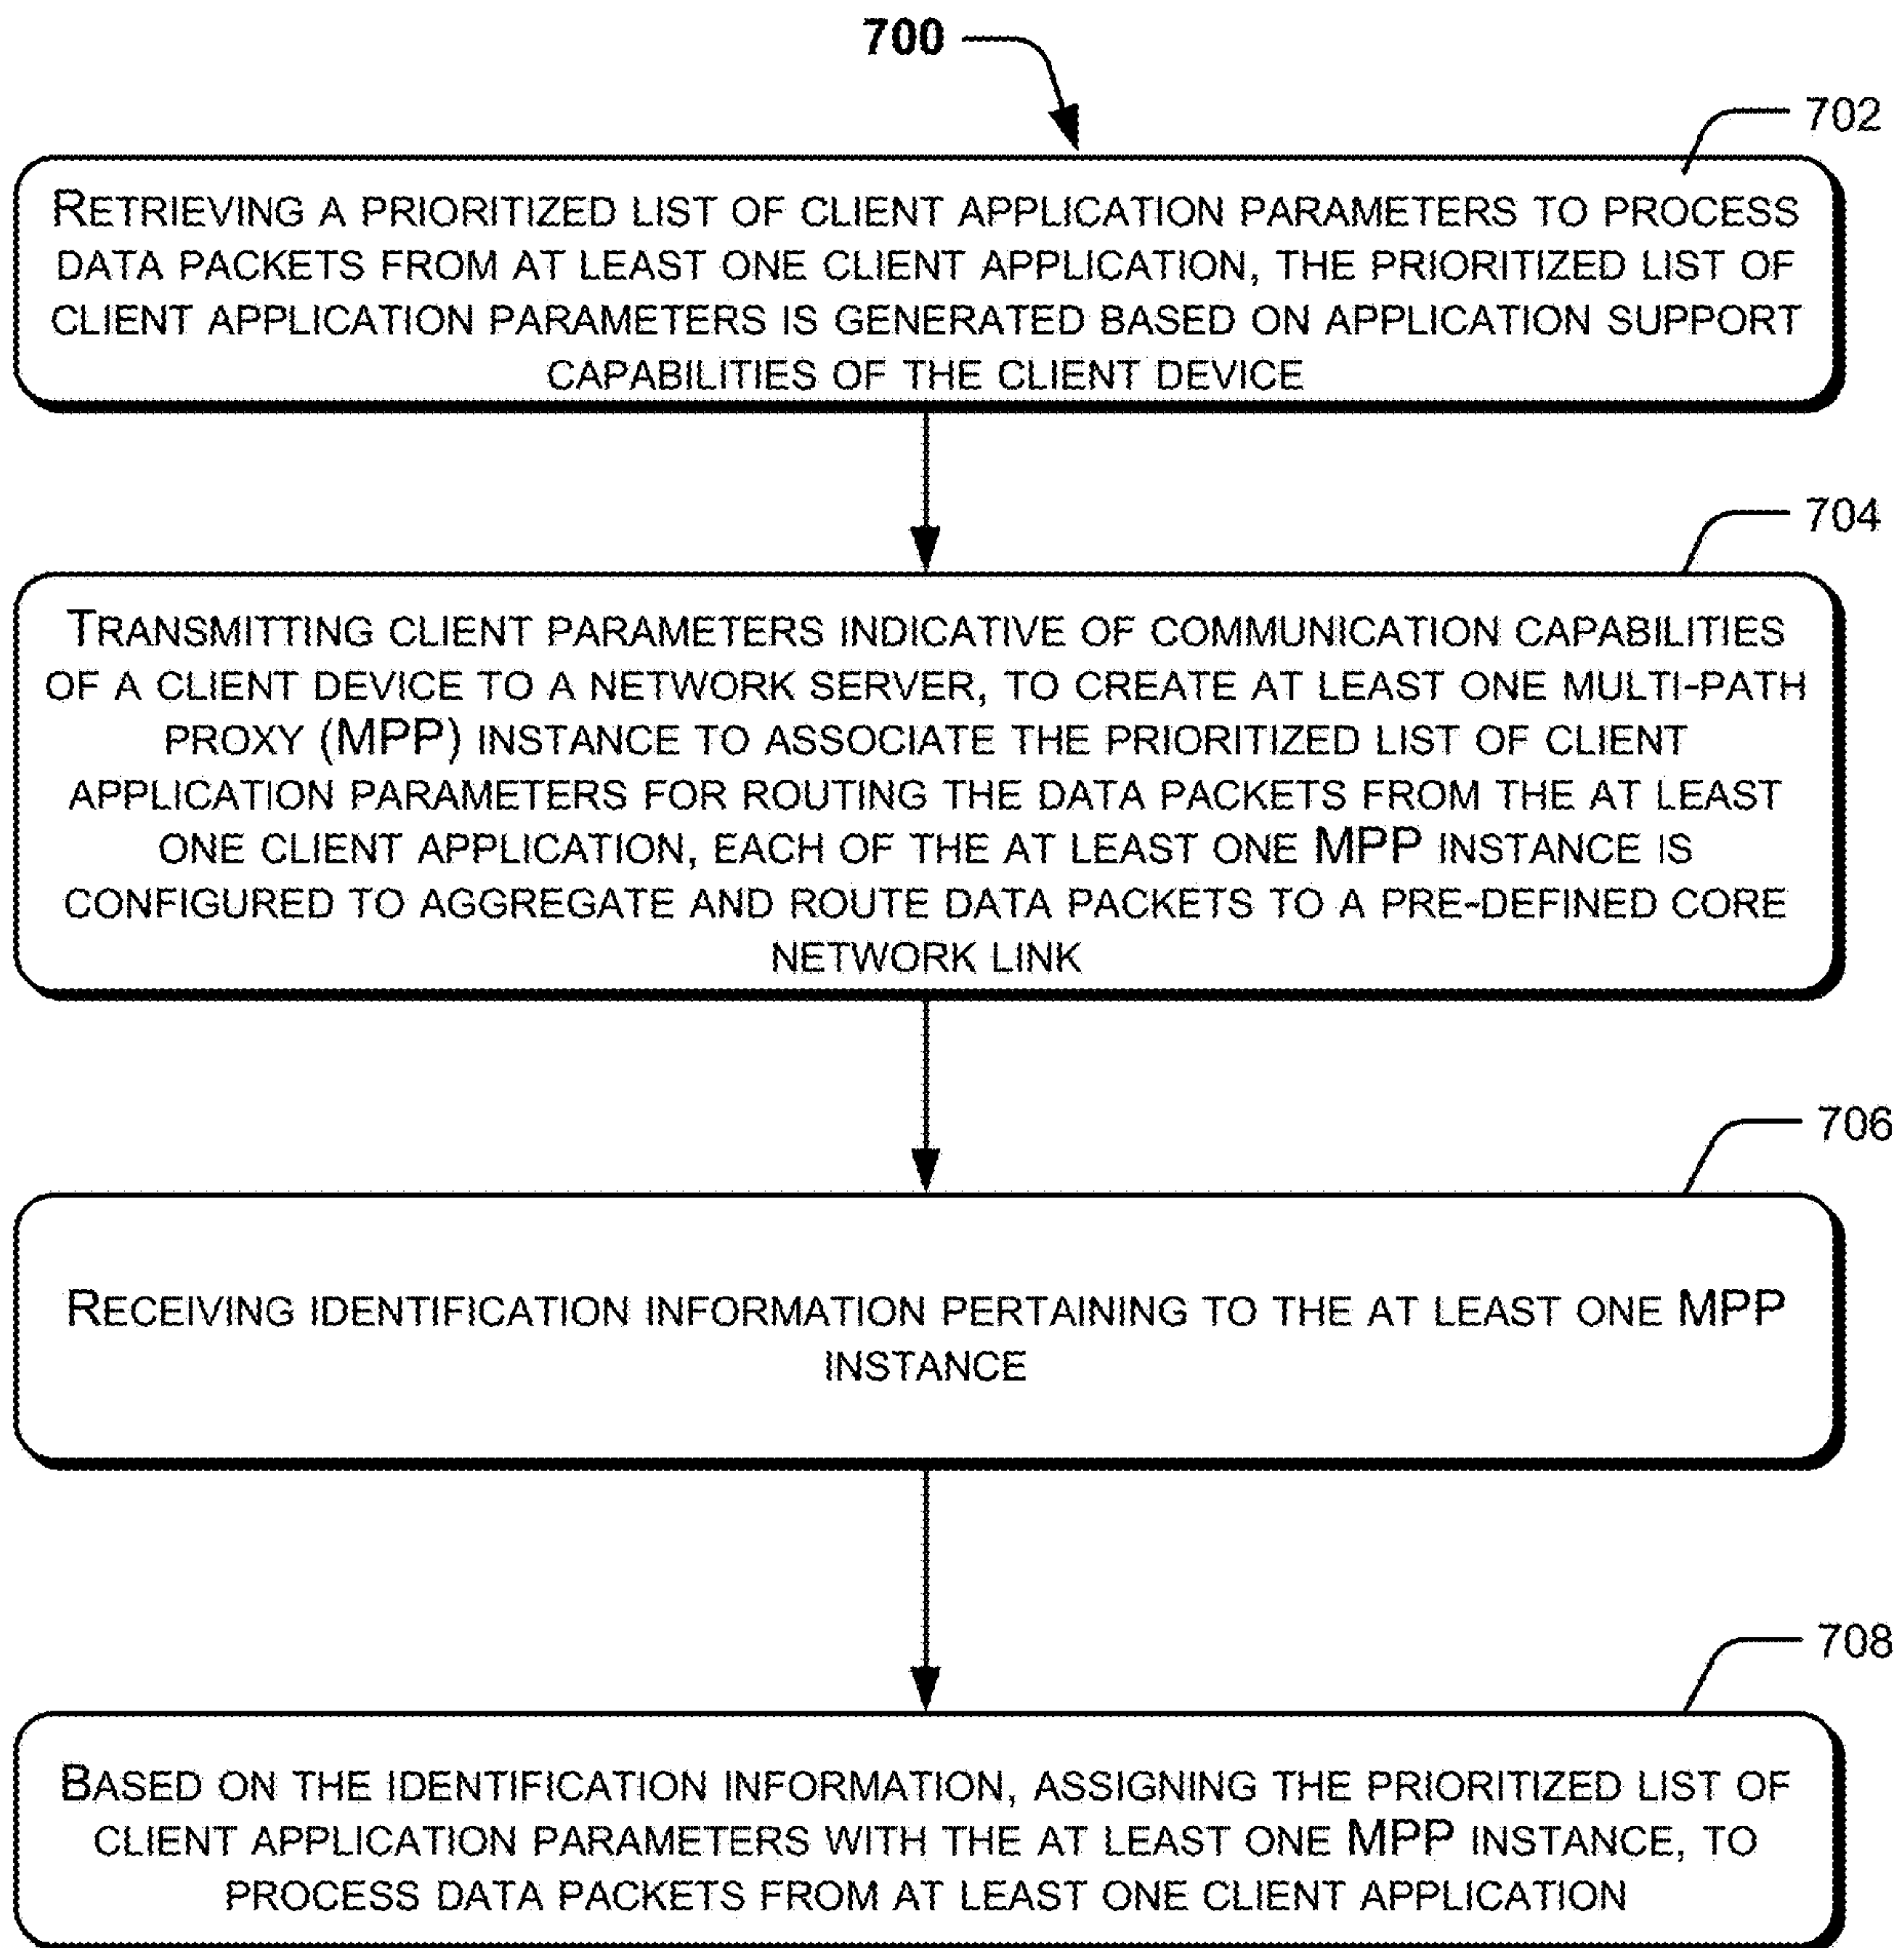 700
702
RETRIEVING A PRIORITIZED LIST OF CLIENT APPLICATION PARAMETERS TO PROCESS
DATA PACKETS FROM AT LEAST ONE CLIENT APPLICATION, THE PRIORITIZED LIST OF
CLIENT APPLICATION PARAMETERS IS GENERATED BASED ON APPLICATION SUPPORT
CAPABILITIES OF THE CLIENT DEVICE
704
TRANSMITTING CLIENT PARAMETERS INDICATIVE OF COMMUNICATION CAPABILITIES
OF A CLIENT DEVICE TO A NETWORK SERVER, TO CREATE AT LEAST ONE MULTI-PATH
PROXY (MPP) INSTANCE TO ASSOCIATE THE PRIORITIZED LIST OF CLIENT
APPLICATION PARAMETERS FOR ROUTING THE DATA PACKETS FROM THE AT LEAST
ONE CLIENT APPLICATION, EACH OF THE AT LEAST ONE MPP INSTANCE IS
CONFIGURED TO AGGREGATE AND ROUTE DATA PACKETS TO A PRE-DEFINED CORE
NETWORK LINK
706
RECEIVING IDENTIFICATION INFORMATION PERTAINING TO THE AT LEAST ONE MPP
INSTANCE
708
BASED ON THE IDENTIFICATION INFORMATION, ASSIGNING THE PRIORITIZED LIST OF
CLIENT APPLICATION PARAMETERS WITH THE AT LEAST ONE MPP INSTANCE, TO
PROCESS DATA PACKETS FROM AT LEAST ONE CLIENT APPLICATION